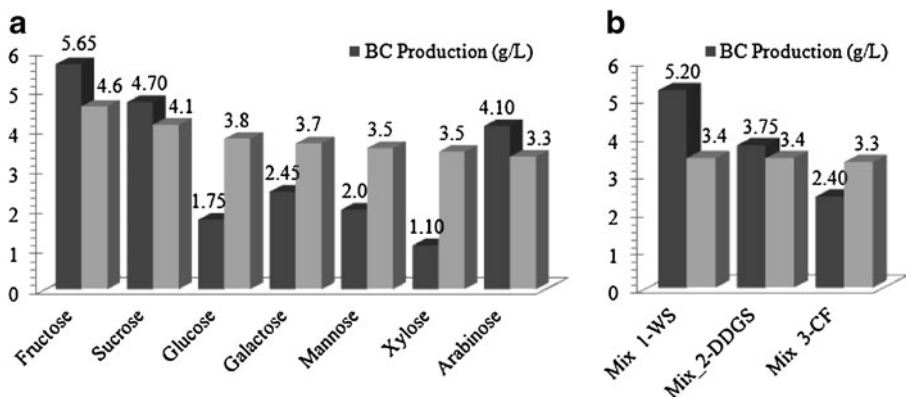 a
BC Production (g/L)
6
5
4
3
2
1
0
5.65
4.6
4.70
4.1
1.75
3.8
2.45
3.7
2.0
3.5
1.10
3.5
4.10
3.3
Fructose
Sucrose
Glucose
Galactose
Mannose
Xylose
Arabinose
b
BC Production (g/L)
6
5
4
3
2
1
0
5.20
3.4
3.75
3.4
2.40
3.3
Mix 1-WS
Mix_2-DDGS
Mix 3-CF